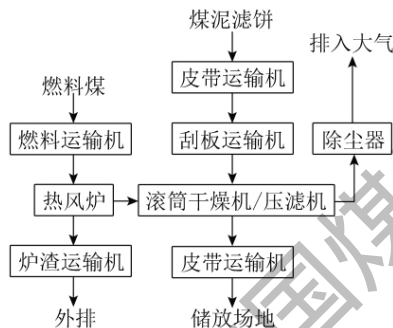 煤泥滤饼
排入大气
燃料煤
皮带运输机
燃料运输机
刮板运输机
除尘器
热风炉
滚筒干燥机/压滤机
炉渣运输机
皮带运输机
外排
储放场地
国煤